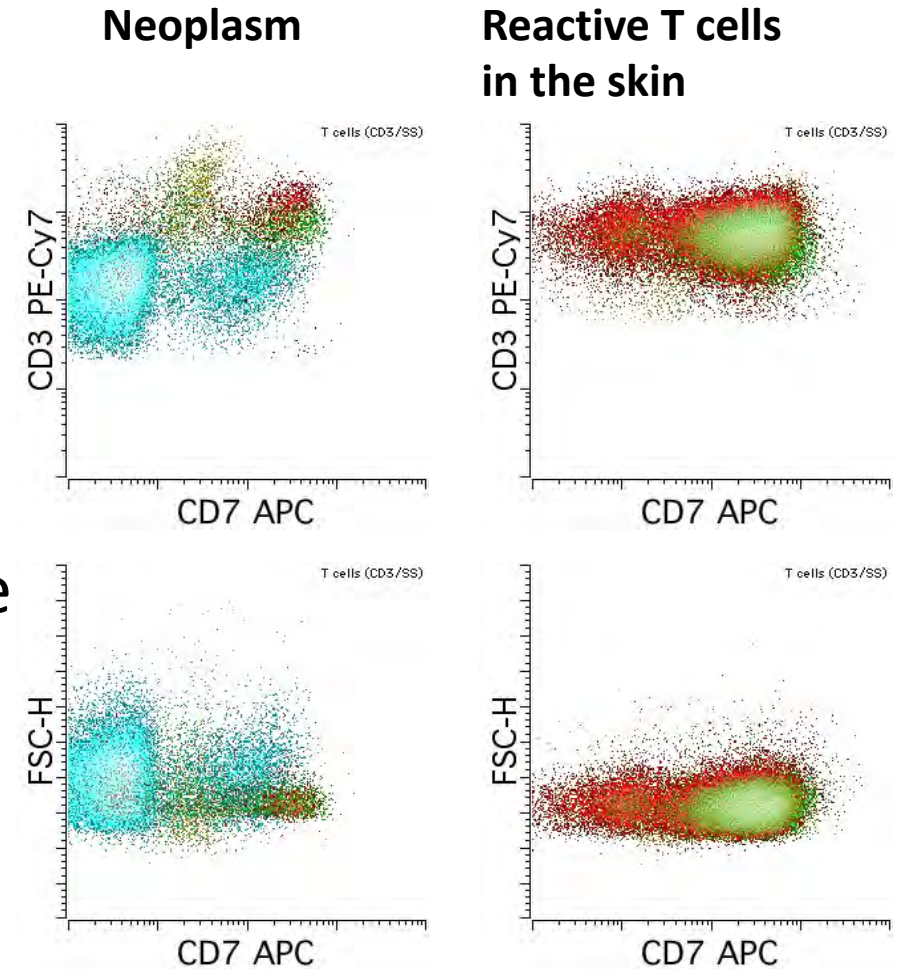 Neoplasm
Reactive T cells
in the skin
T cells (CD3/SS)
CD3 PE-Cy7
CD7 APC
T cells (CD3/SS)
CD3 PE-Cy7
CD7 APC
e
T cells (CD3/SS)
FSC-H
CD7 APC
T cells (CD3/SS)
FSC-H
CD7 APC